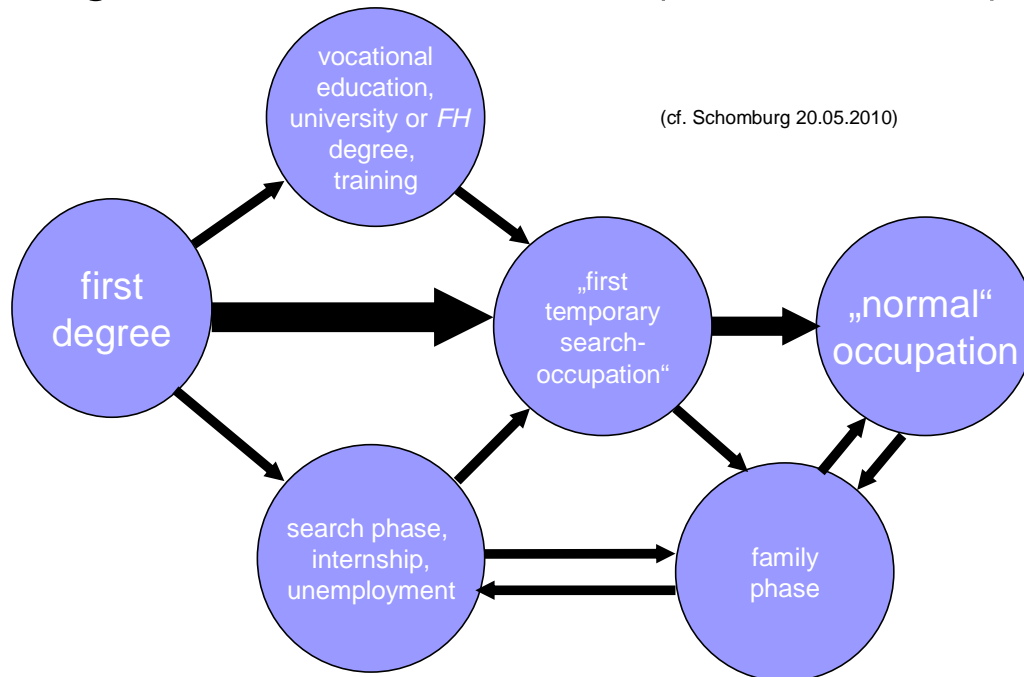 vocational
education,
university or FH
degree,
training
(cf. Schomburg 20.05.2010)
first
degree
„first
temporary
search-
occupation“
„normal“
occupation
search phase,
internship,
unemployment
family
phase